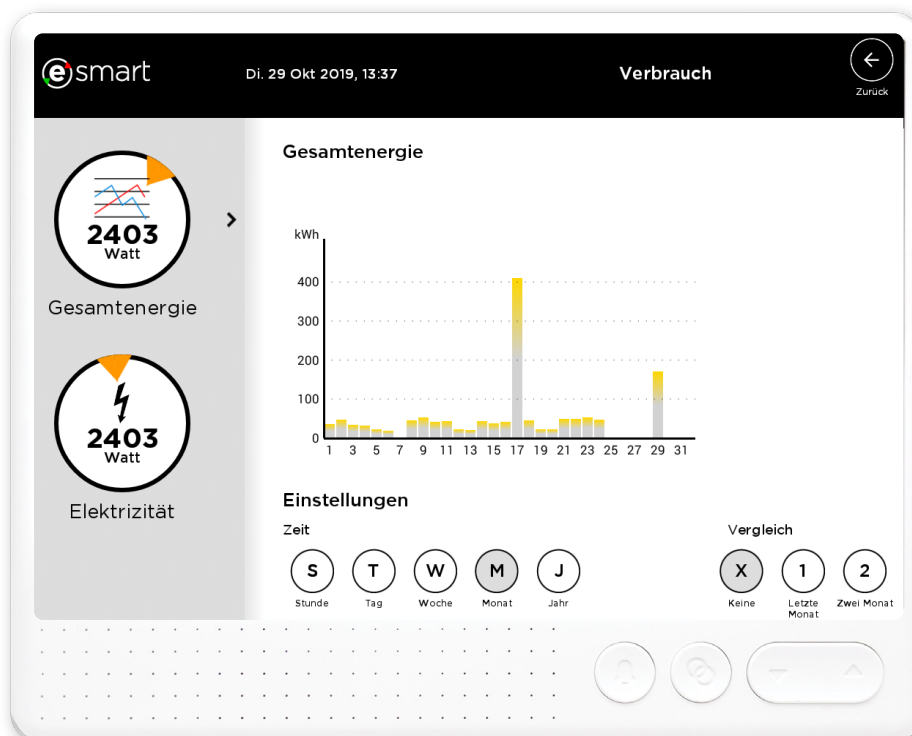 esmart
Di. 29 Okt 2019, 13:37
Verbrauch
Zurück
2403
Watt
Gesamtenergie
2403
Watt
Elektrizität
Gesamtenergie
kWh
400
300
200
100
0
1 3 5 7 9 11 13 15 17 19 21 23 25 27 29 31
Einstellungen
Zeit
S T W M J
Stunde Tag Woche Monat Jahr
Vergleich
X 1 2
Keine Letzte Zwei Monat
Monat